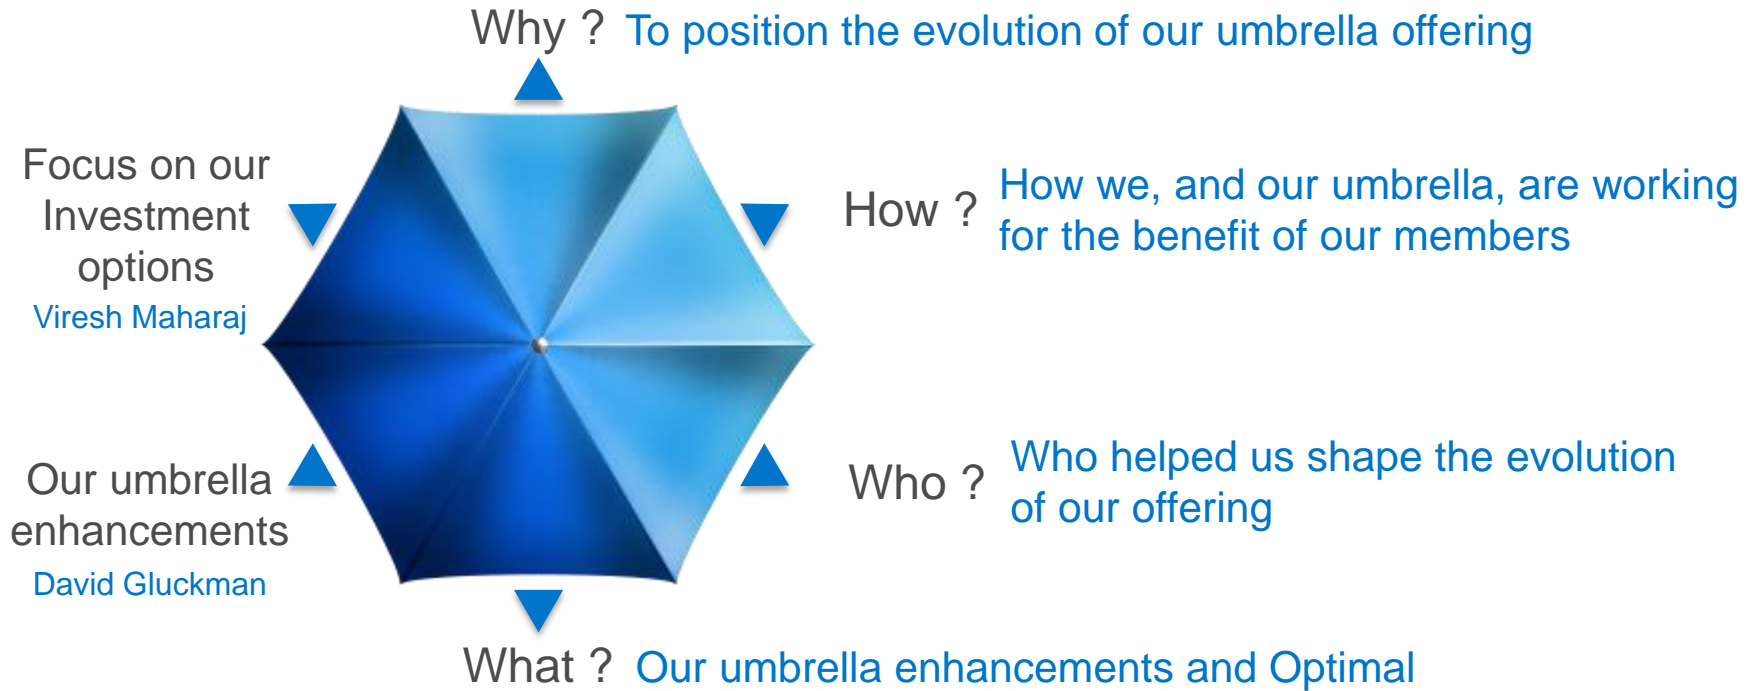 Why ? To position the evolution of our umbrella offering
How ? How we, and our umbrella, are working
for the benefit of our members
Who ? Who helped us shape the evolution
of our offering
What ? Our umbrella enhancements and Optimal
Our umbrella
enhancements
David Gluckman
Focus on our
Investment
options
Viresh Maharaj